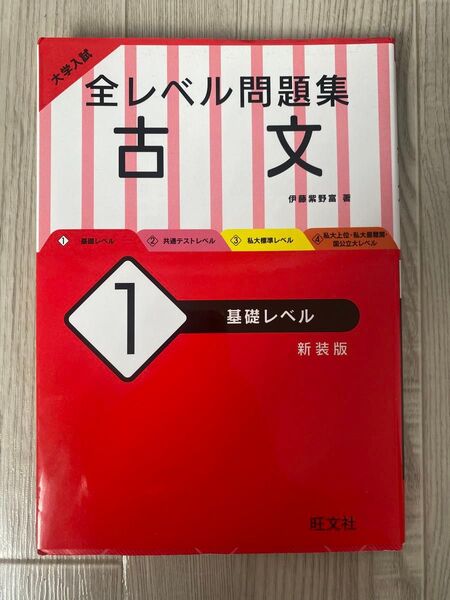 大学入試
全レベル問題集
古文
伊藤紫野富 著
① 基礎レベル
② 共通テストレベル
③ 私大標準レベル
④ 私大上位・私大最難関・
国公立大レベル
1
基礎レベル
新装版
旺文社